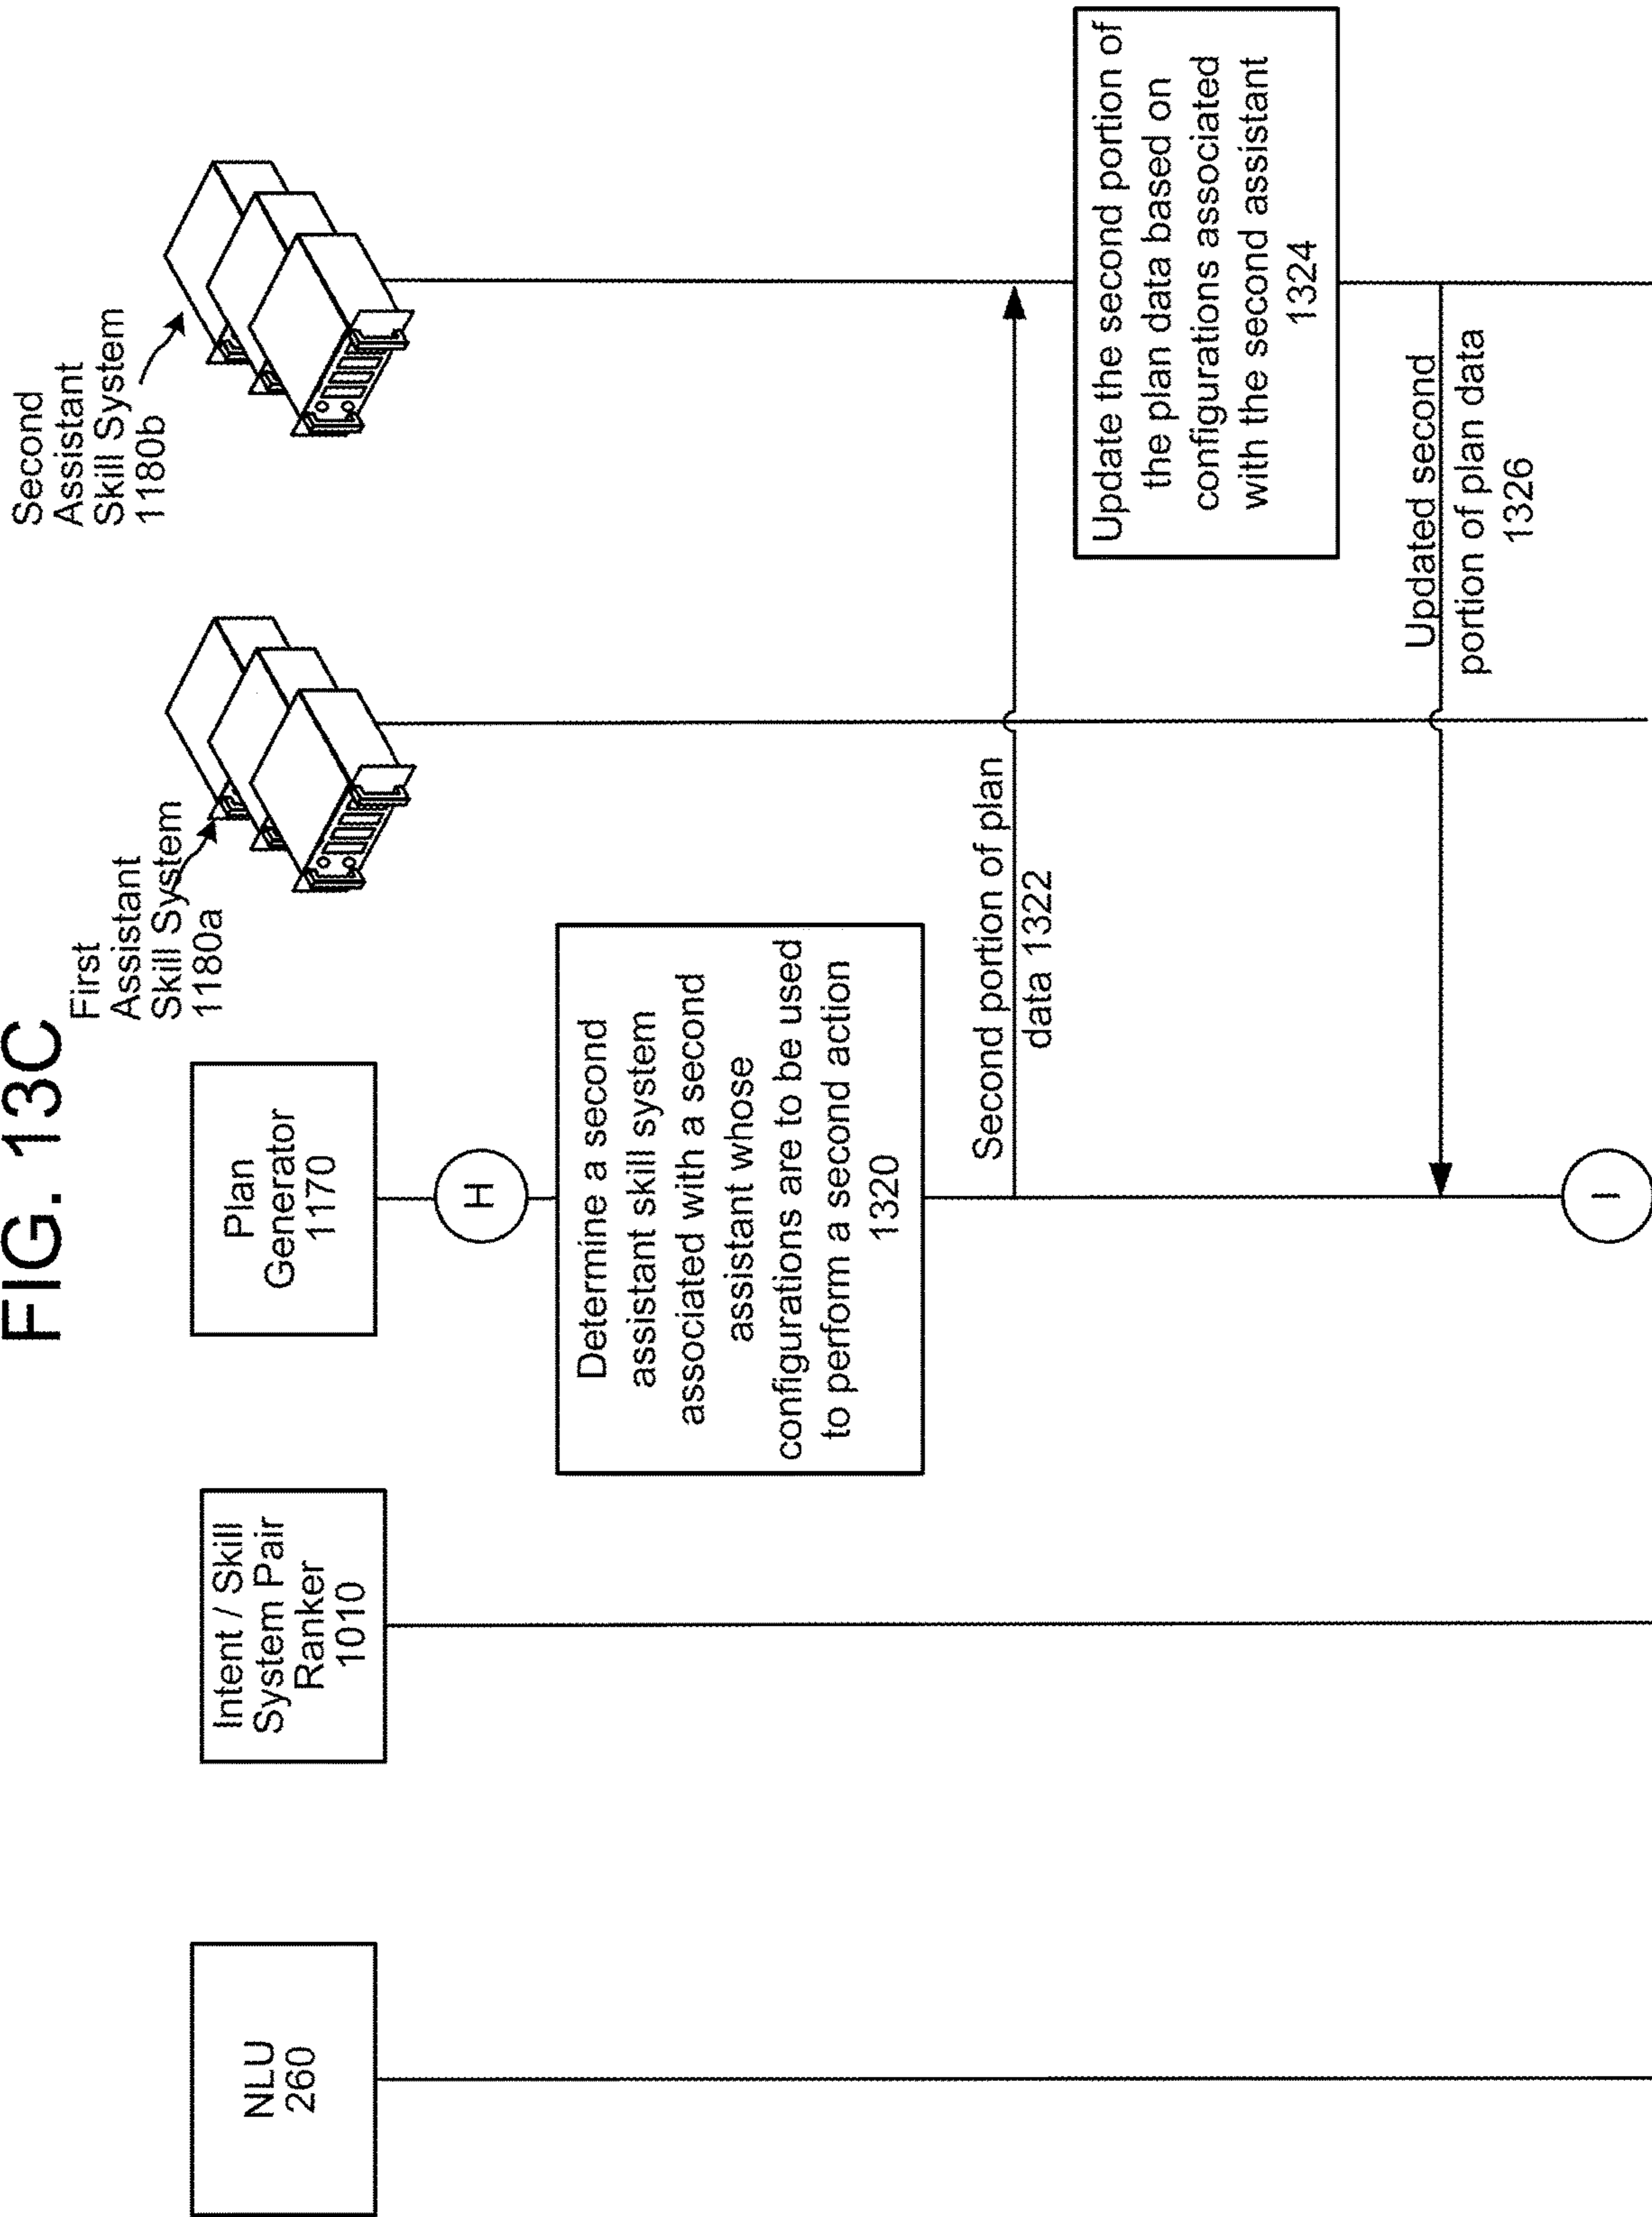 FIG. 13C
NLU
260
Intent / Skill
System Pair
Ranker
1010
Plan
Generator
1170
First
Assistant
Skill System
1180a
Second
Assistant
Skill System
1180b
H
Determine a second
assistant skill system
associated with a second
assistant whose
configurations are to be used
to perform a second action
1320
Second portion of plan
data 1322
Update the second portion of
the plan data based on
configurations associated
with the second assistant
1324
Updated second
portion of plan data
1326
I